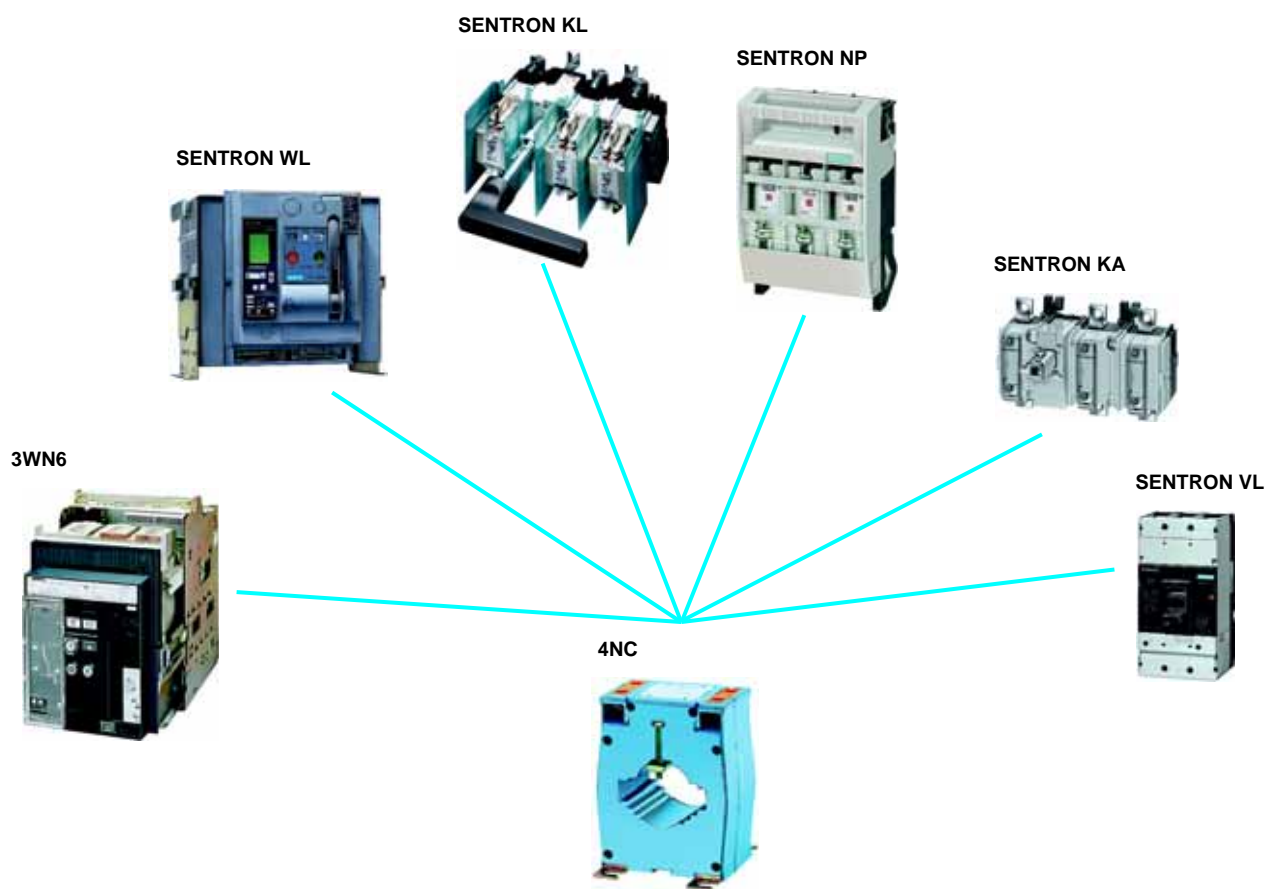 SENTRON KL
SENTRON NP
SENTRON WL
SENTRON KA
3WN6
SENTRON VL
4NC